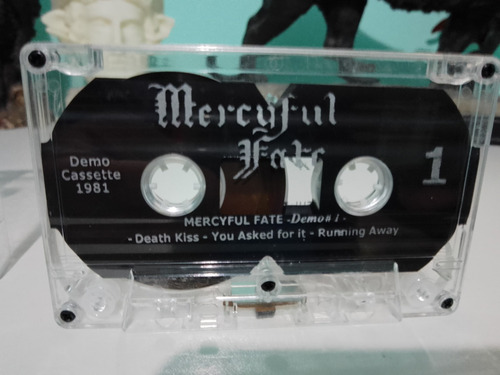 Mercyful
Fate
Demo
Cassette
1981
1
MERCYFUL FATE -Demo# 1 -
- Death Kiss - You Asked for it - Running Away